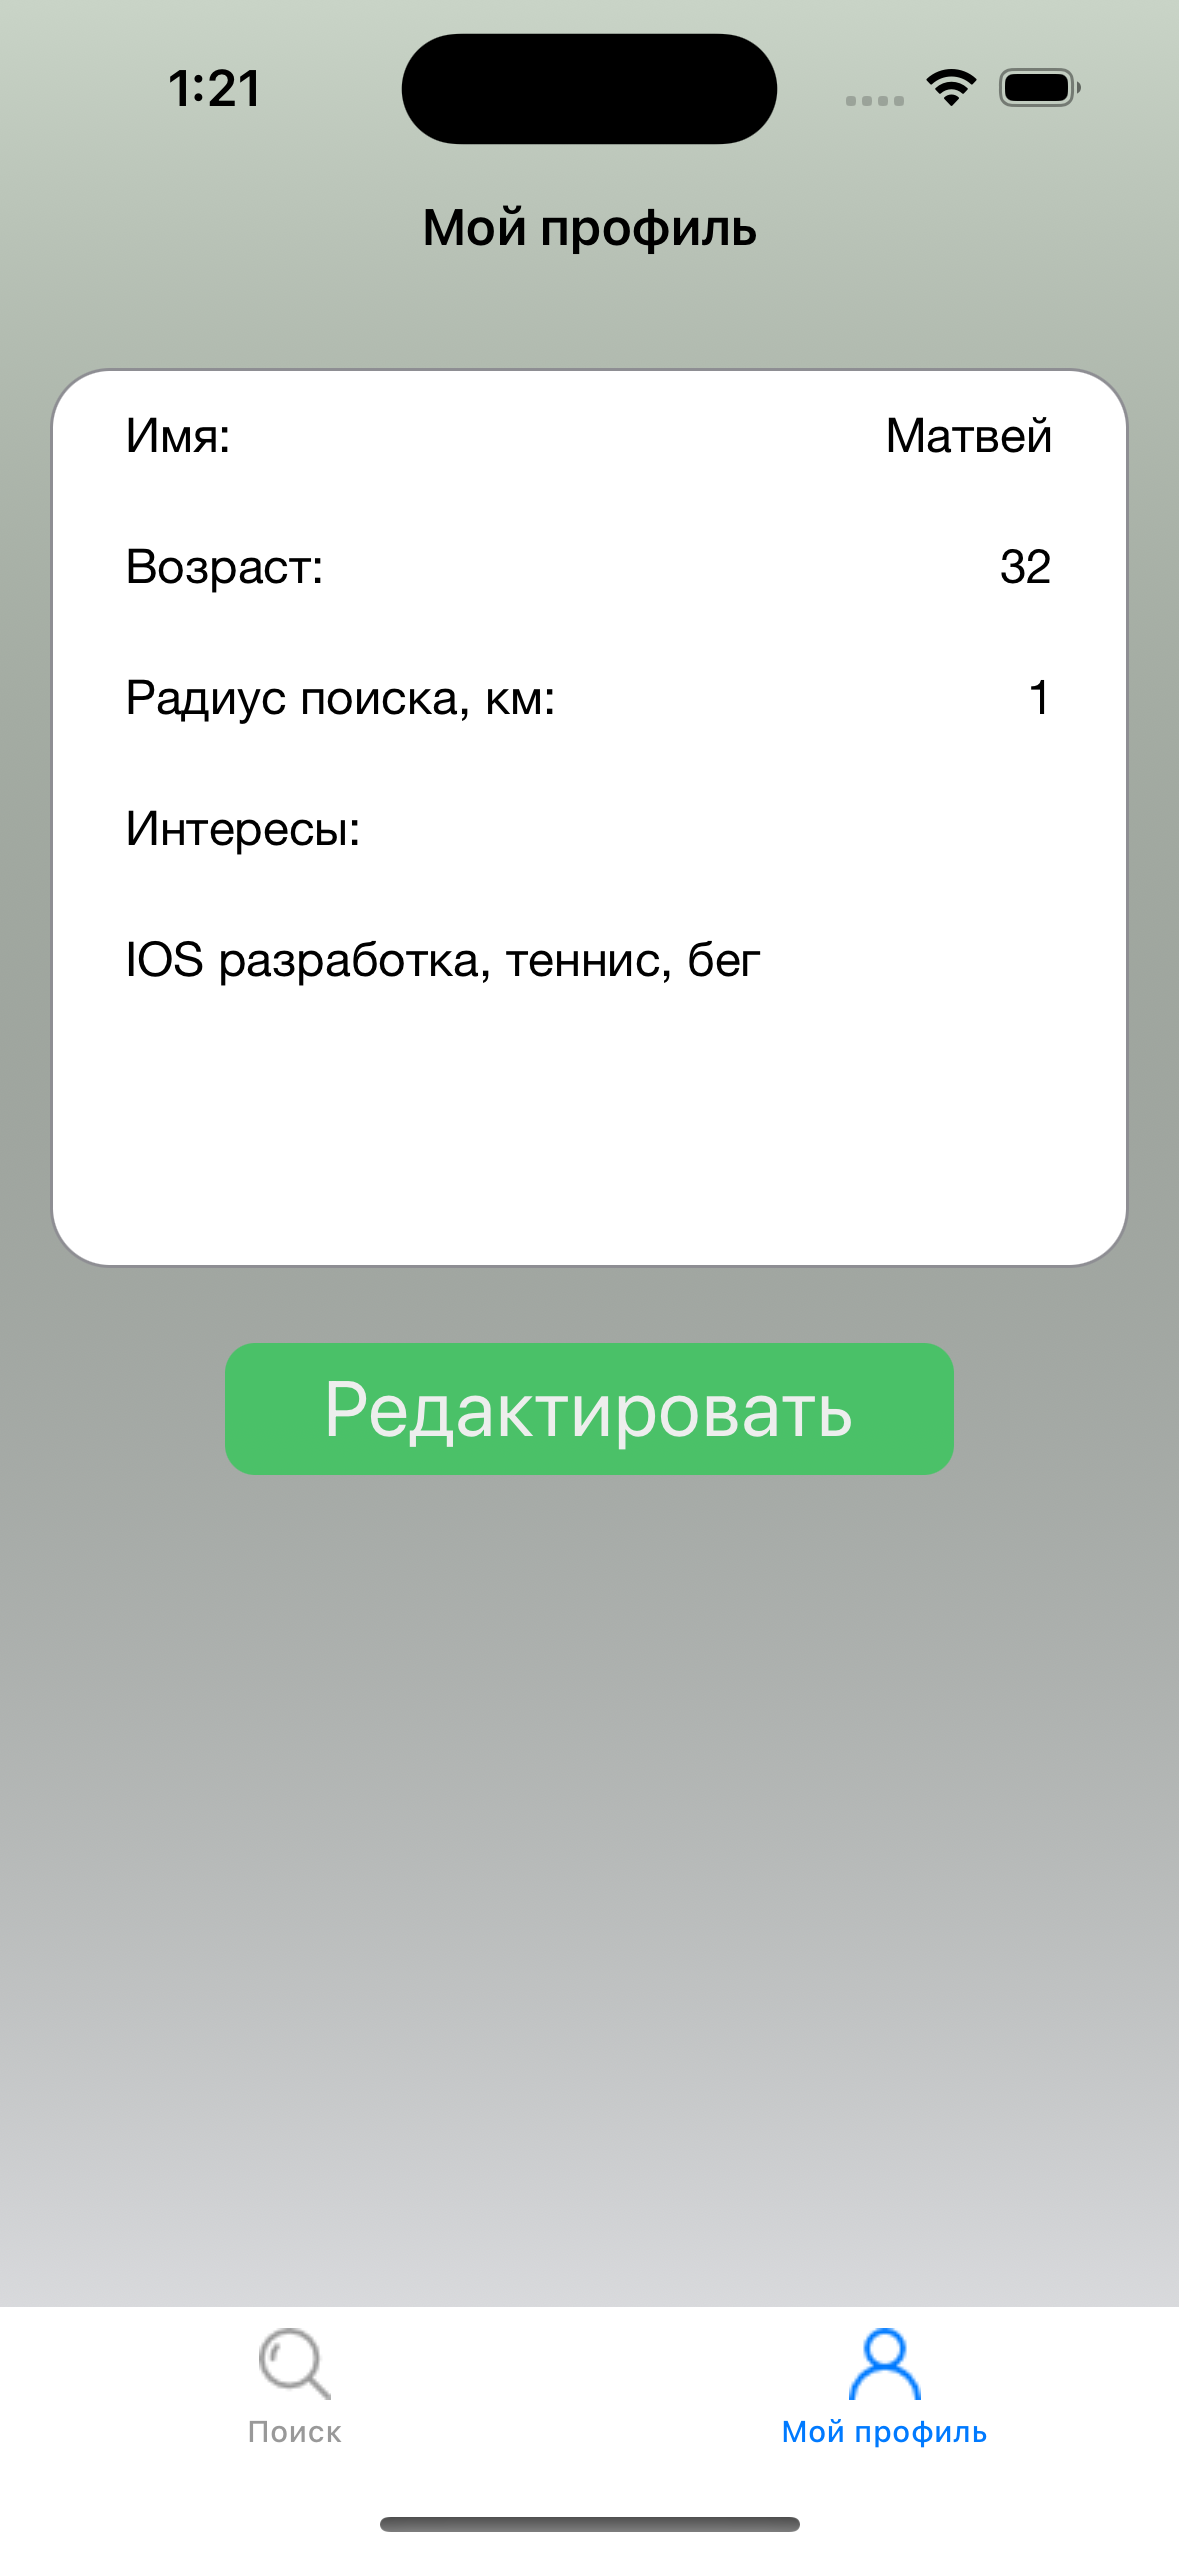 1:21
Мой профиль
Имя: Матвей
Возраст: 32
Радиус поиска, км: 1
Интересы:
IOS разработка, теннис, бег
Редактировать
Поиск Мой профиль